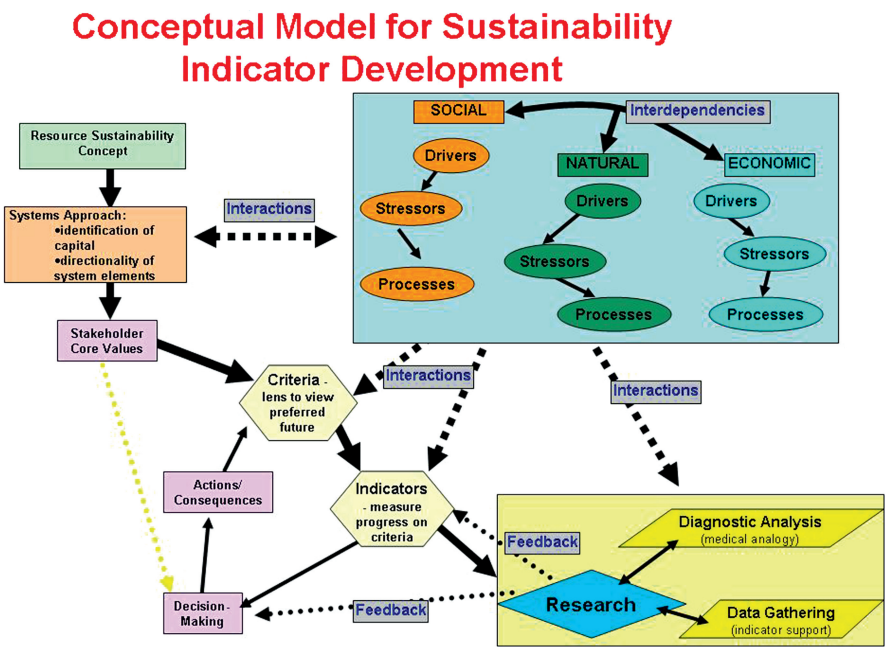 Conceptual Model for Sustainability
Indicator Development
Resource Sustainability
Concept
Systems Approach:
•identification of
capital
•directionality of
system elements
Interactions
SOCIAL
Interdependencies
NATURAL
ECONOMIC
Drivers
Stressors
Processes
Drivers
Stressors
Processes
Drivers
Stressors
Processes
Stakeholder
Core Values
Criteria -
lens to view
preferred
future
Interactions
Interactions
Actions/
Consequences
Indicators
- measure
progress on
criteria
Decision-
Making
Feedback
Feedback
Research
Diagnostic Analysis
(medical analogy)
Data Gathering
(indicator support)